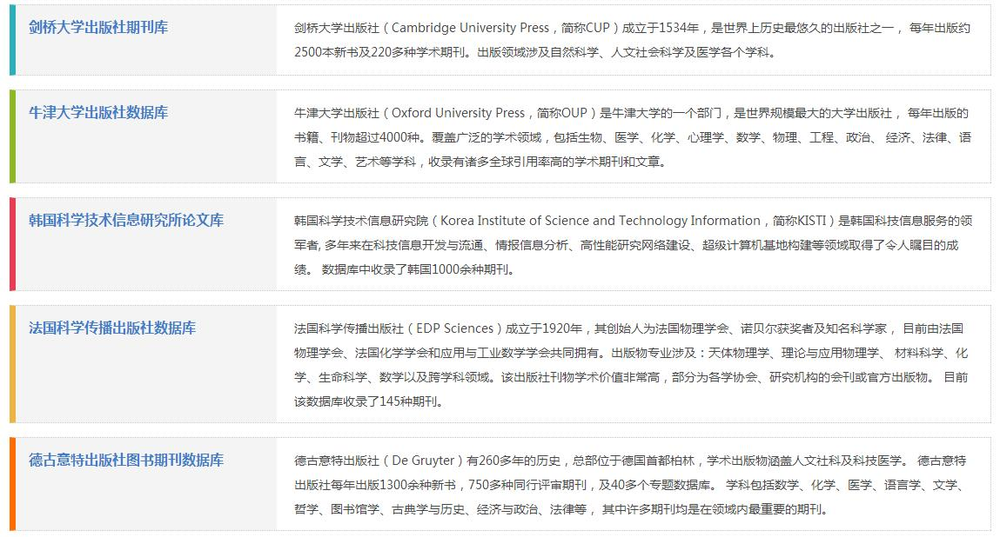 剑桥大学出版社期刊库
剑桥大学出版社（Cambridge University Press，简称CUP）成立于1534年，是世界上历史最悠久的出版社之一， 每年出版约
2500本新书及220多种学术期刊。出版领域涉及自然科学、人文社会科学及医学各个学科。
牛津大学出版社数据库
牛津大学出版社（Oxford University Press，简称OUP）是牛津大学的一个部门，是世界规模最大的大学出版社， 每年出版的
书籍、刊物超过4000种。覆盖广泛的学术领域，包括生物、医学、化学、心理学、数学、物理、工程、政治、 经济、法律、语
言、文学、艺术等学科，收录有诸多全球引用率高的学术期刊和文章。
韩国科学技术信息研究所论文库
韩国科学技术信息研究院（Korea Institute of Science and Technology Information，简称KISTI）是韩国科技信息服务的领
军者, 多年来在科技信息开发与流通、情报信息分析、高性能研究网络建设、超级计算机基地构建等领域取得了令人瞩目的成
绩。 数据库中收录了韩国1000余种期刊。
法国科学传播出版社数据库
法国科学传播出版社（EDP Sciences）成立于1920年，其创始人为法国物理学会、诺贝尔获奖者及知名科学家， 目前由法国
物理学会、法国化学学会和应用与工业数学学会共同拥有。出版物专业涉及：天体物理学、理论与应用物理学、 材料科学、化
学、生命科学、数学以及跨学科领域。该出版社刊物学术价值非常高，部分为各学协会、研究机构的会刊或官方出版物。 目前
该数据库收录了145种期刊。
德古意特出版社图书期刊数据库
德古意特出版社（De Gruyter）有260多年的历史，总部位于德国首都柏林，学术出版物涵盖人文社科及科技医学。 德古意特
出版社每年出版1300余种新书，750多种同行评审期刊，及40多个专题数据库。 学科包括数学、化学、医学、语言学、文学、
哲学、图书馆学、古典学与历史、经济与政治、法律等， 其中许多期刊均是在领域内最重要的期刊。